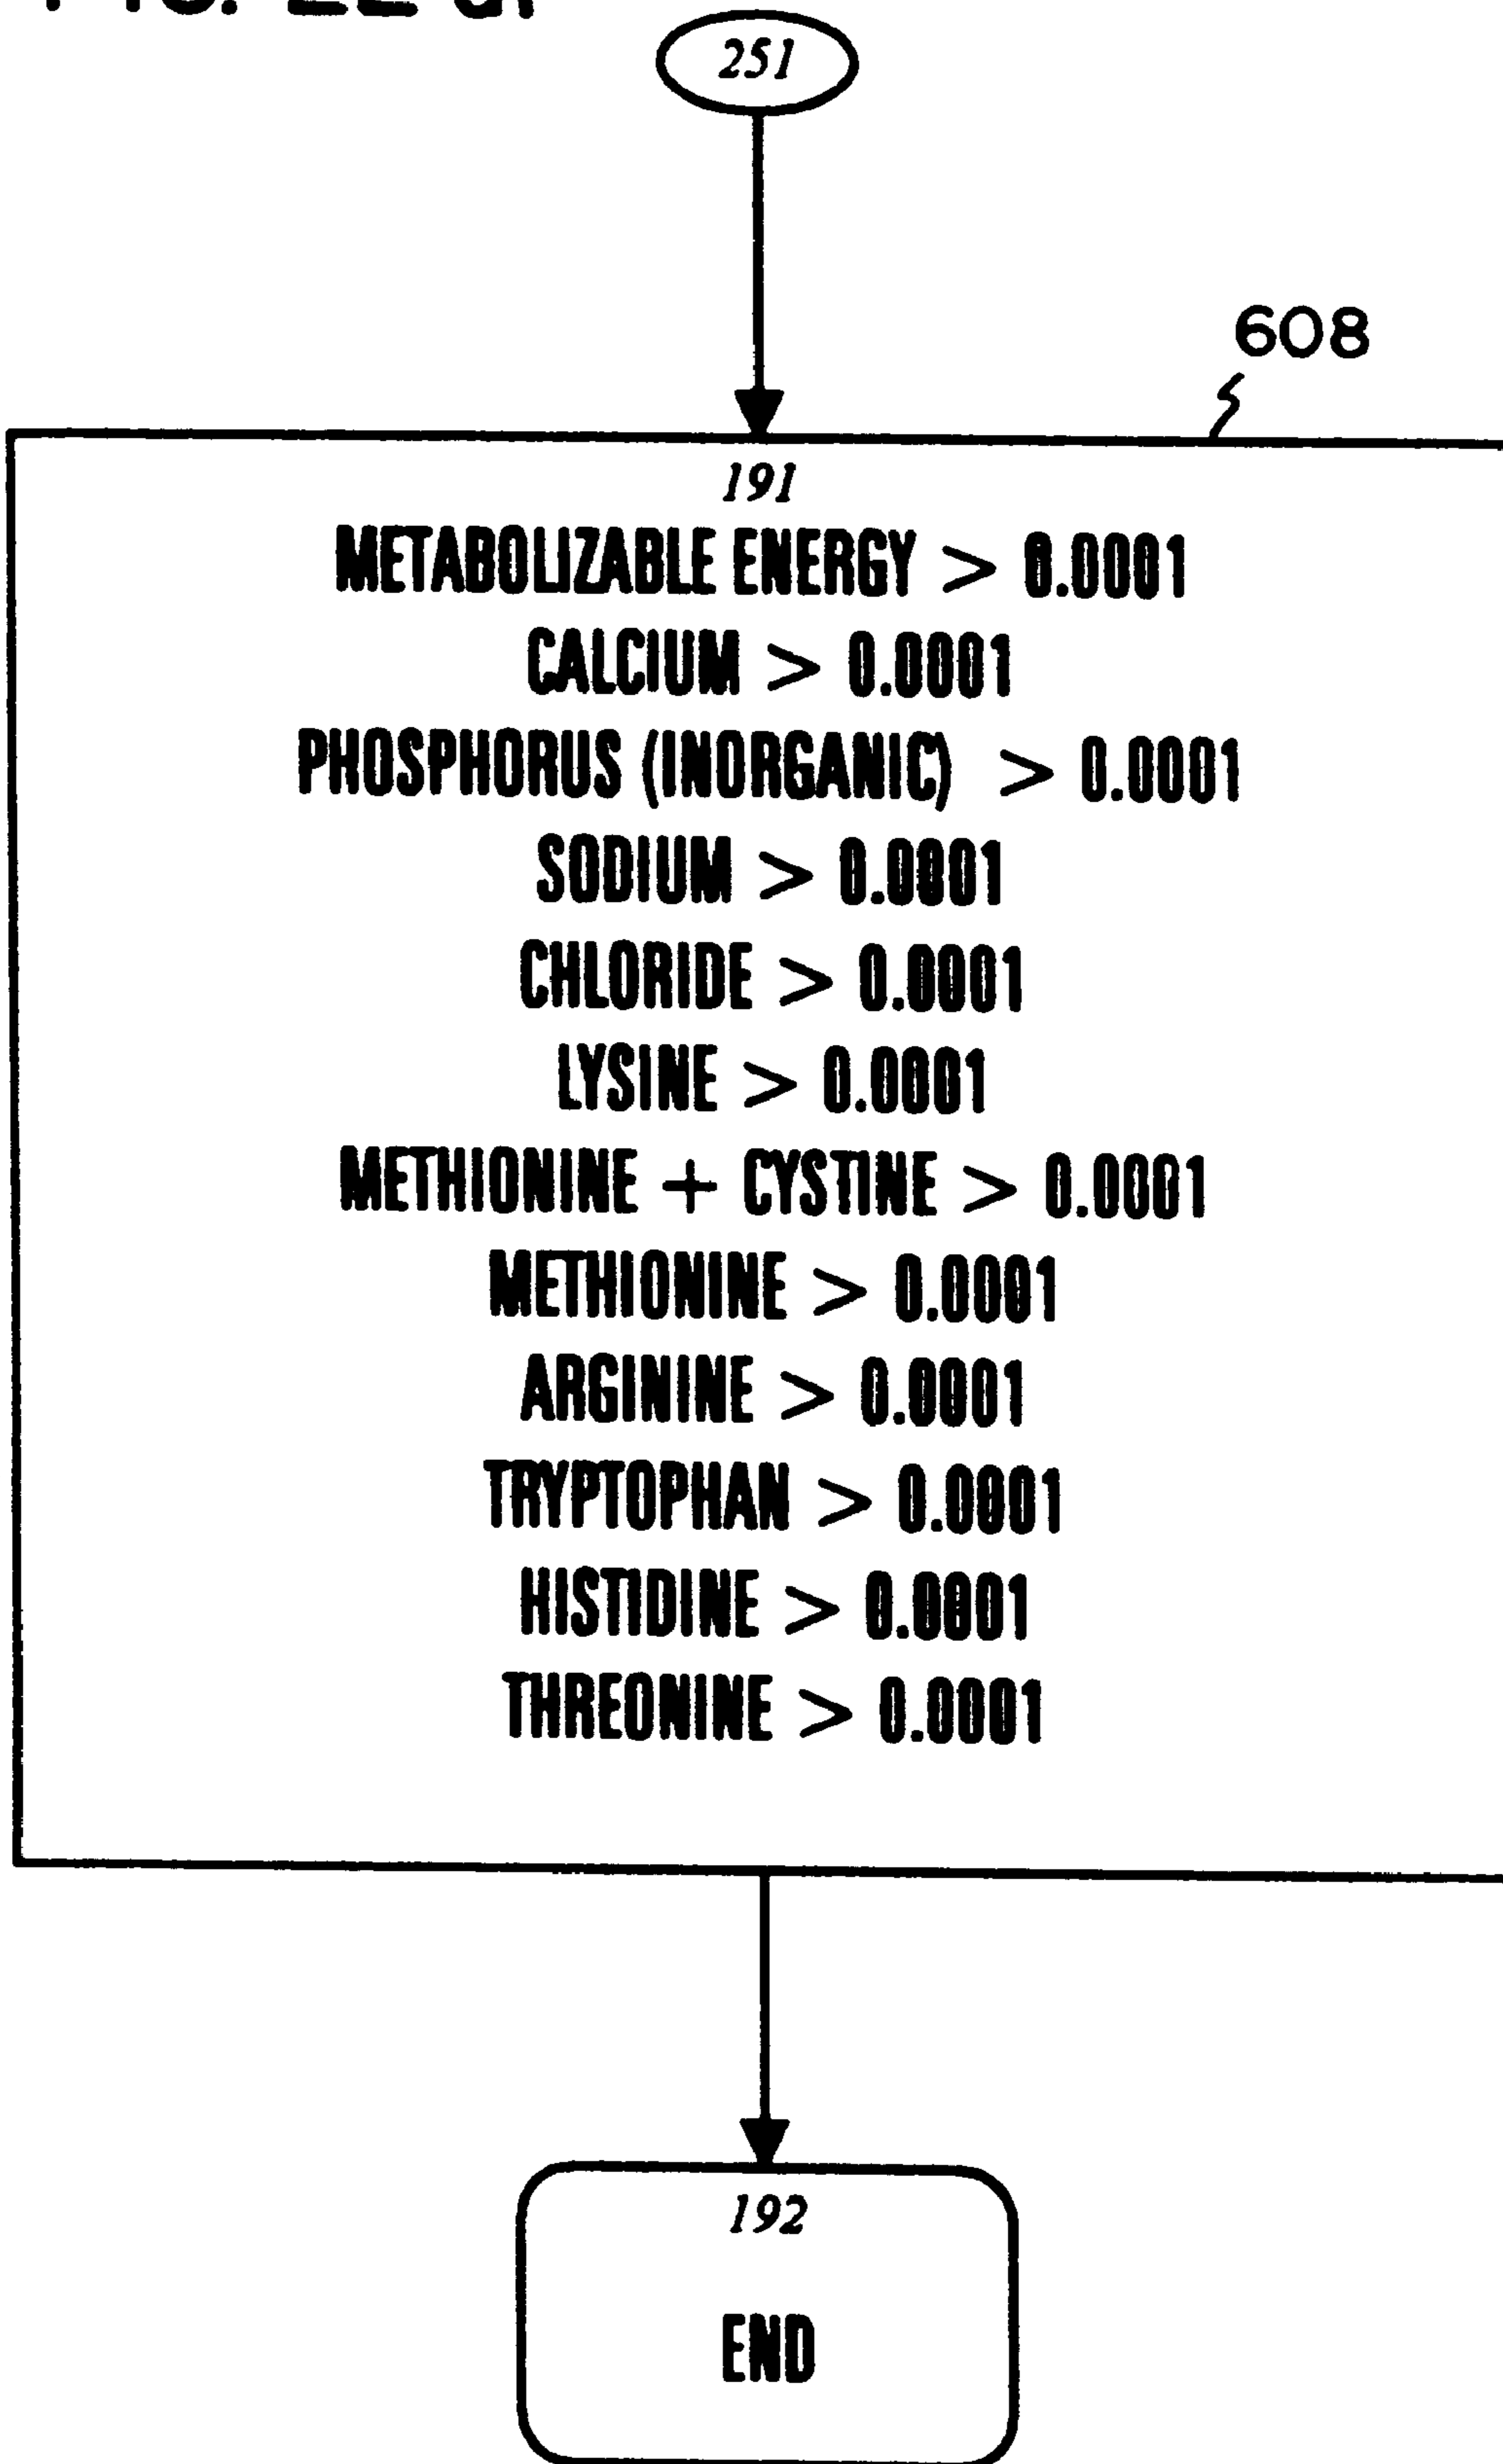 251
608
191
METABOLIZABLE ENERGY > 0.0001
CALCIUM > 0.0001
PHOSPHORUS (INORGANIC) > 0.0001
SODIUM > 0.0001
CHLORIDE > 0.0001
LYSINE > 0.0001
METHIONINE + CYSTINE > 0.0001
METHIONINE > 0.0001
ARGININE > 0.0001
TRYPTOPHAN > 0.0001
HISTIDINE > 0.0001
THREONINE > 0.0001
192
END